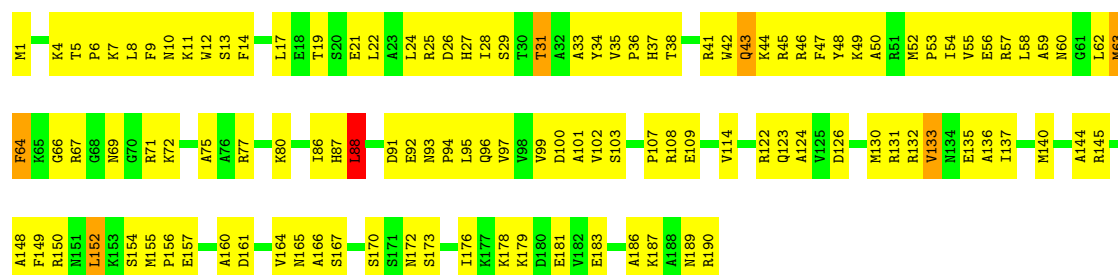 M1 K4 T5 P6 K7 L8 F9 N10 K11 W12 S13 F14 L17 E18 T19 S20 E21 L22 A23 L24 R25 D26 H27 I28 S29 T30 T31 A32 A33 Y34 V35 P36 H37 T38 R41 W42 Q43 K44 R45 R46 F47 Y48 K49 A50 R51 M52 P53 I54 V55 E56 R57 L58 A59 N60 G61 L62 M63
F64 K65 G66 R67 G68 N69 G70 R71 K72 A75 A76 R77 K80 I86 H87 L88 D91 E92 N93 P94 L95 Q96 V97 V98 V99 D100 A101 V102 S103 P107 R108 E109 V114 R122 Q123 A124 V125 D126 M130 R131 R132 V133 N134 E135 A136 I137 M140 A144 R145
A148 F149 R150 N151 L152 K153 S154 M155 P156 E157 A160 D161 V164 N165 A166 S167 S170 S171 N172 S173 I176 K177 K178 K179 D180 E181 V182 E183 A186 K187 A188 N189 R190